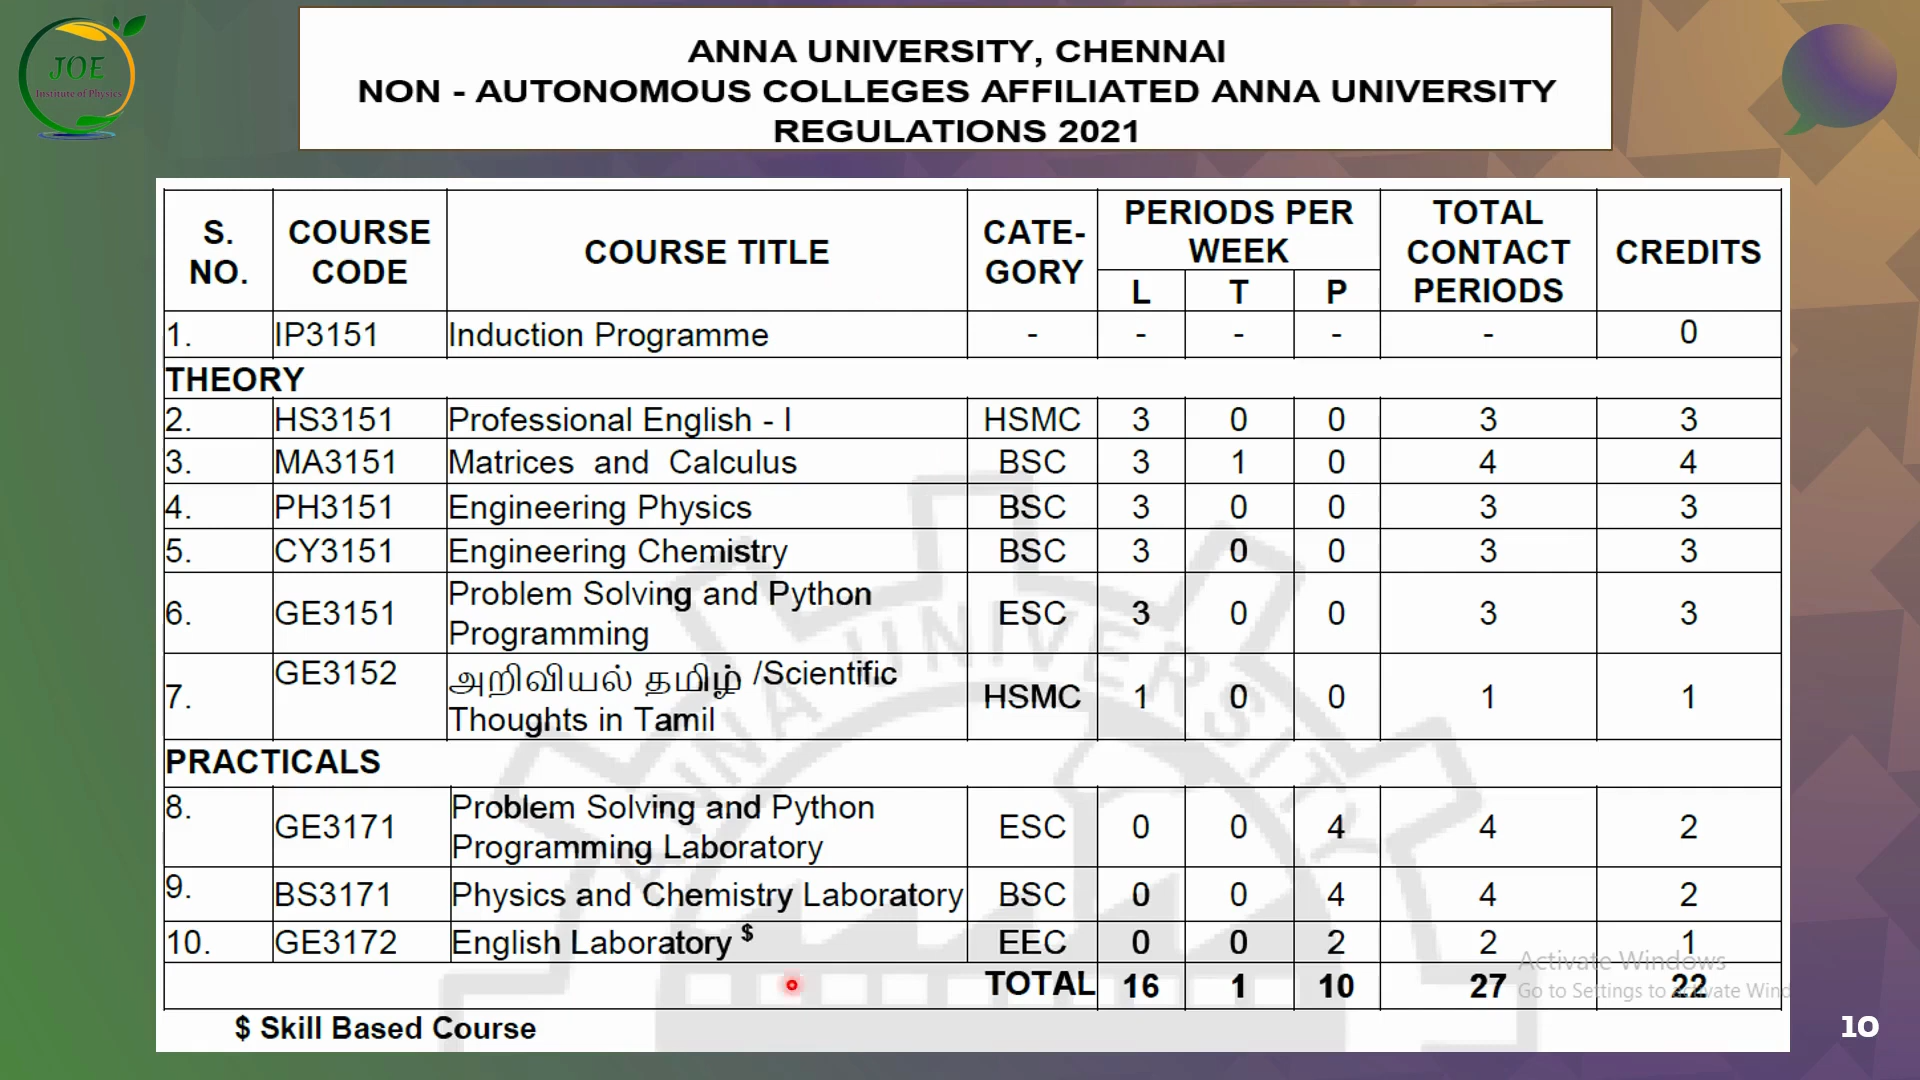 JOE
Institute of Physics
ANNA UNIVERSITY, CHENNAI
NON - AUTONOMOUS COLLEGES AFFILIATED ANNA UNIVERSITY
REGULATIONS 2021
S. NO. COURSE CODE COURSE TITLE CATE-GORY PERIODS PER WEEK TOTAL CONTACT PERIODS CREDITS
L T P
1. IP3151 Induction Programme - - - - - 0
THEORY
2. HS3151 Professional English - I HSMC 3 0 0 3 3
3. MA3151 Matrices and Calculus BSC 3 1 0 4 4
4. PH3151 Engineering Physics BSC 3 0 0 3 3
5. CY3151 Engineering Chemistry BSC 3 0 0 3 3
6. GE3151 Problem Solving and Python Programming ESC 3 0 0 3 3
7. GE3152 அறிவியல் தமிழ் /Scientific Thoughts in Tamil HSMC 1 0 0 1 1
PRACTICALS
8. GE3171 Problem Solving and Python Programming Laboratory ESC 0 0 4 4 2
9. BS3171 Physics and Chemistry Laboratory BSC 0 0 4 4 2
10. GE3172 English Laboratory $ EEC 0 0 2 2 1
TOTAL 16 1 10 27 22
$ Skill Based Course
ANNA UNIVERSITY
Activate Windows
Go to Settings to Activate Wind
10